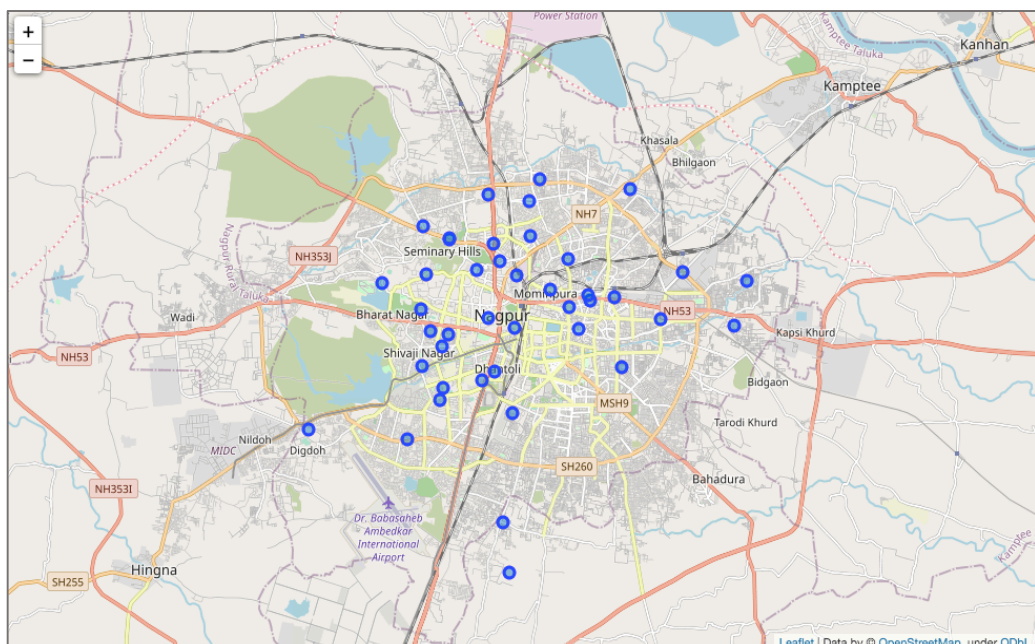 +
−
Power Station
Kamptee Taluka
Kanhan
Kamptee
Khasala
Bhilgaon
NH7
Seminary Hills
NH353J
Nagpur Rural Taluka
Wadi
Bharat Nagar
Mominpura
Nagpur
NH53
Kapsi Khurd
NH53
Shivaji Nagar
Dhantoli
Bidgaon
MSH9
Tarodi Khurd
Nildoh
MIDC
Digdoh
SH260
Bahadura
NH353I
Dr. Babasaheb
Ambedkar
International
Airport
Hingna
SH255
Kamptee
Leaflet | Data by © OpenStreetMap, under ODbL